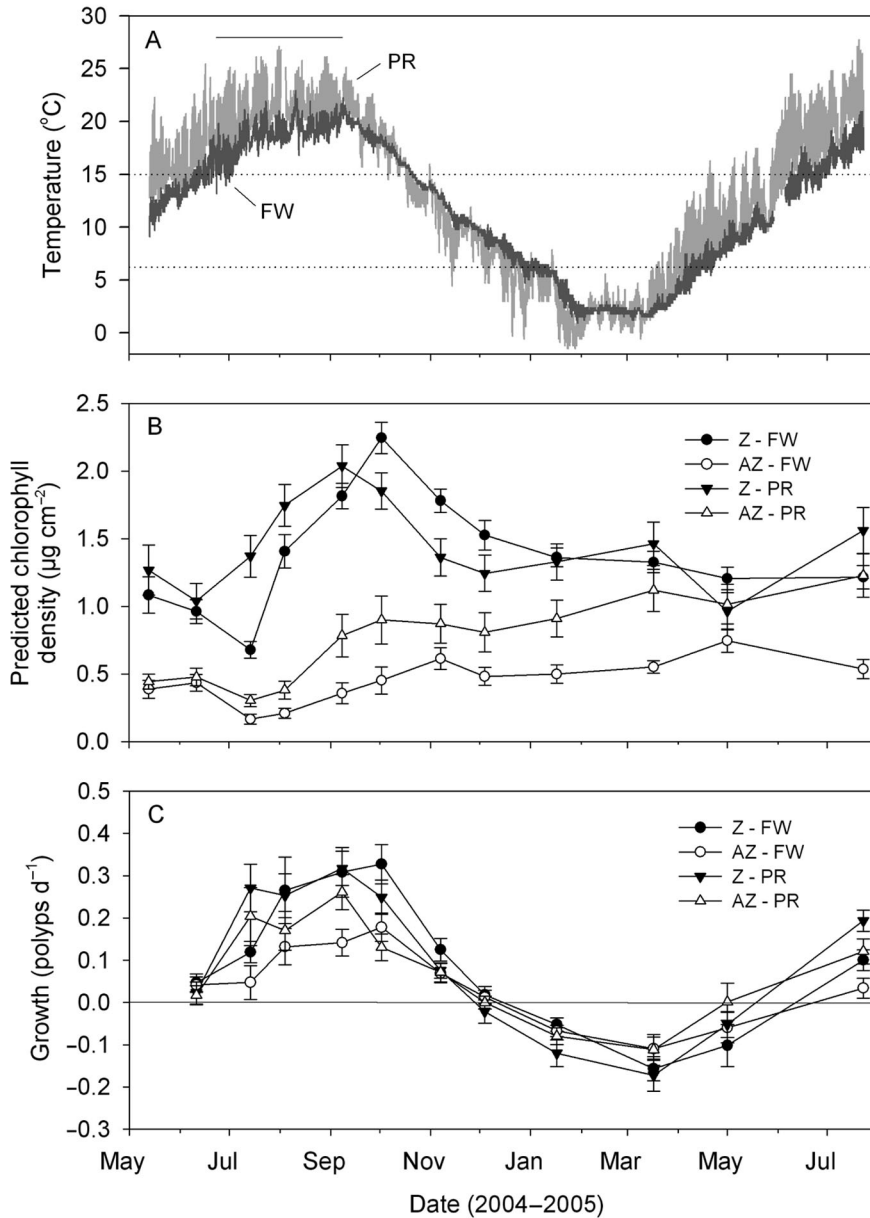 A
PR
FW
30
25
20
15
10
5
0
Temperature (°C)
B
Z - FW
AZ - FW
Z - PR
AZ - PR
2.5
2.0
1.5
1.0
0.5
0.0
Predicted chlorophyll
density (µg cm⁻²)
C
Z - FW
AZ - FW
Z - PR
AZ - PR
0.5
0.4
0.3
0.2
0.1
0.0
–0.1
–0.2
–0.3
Growth (polyps d⁻¹)
May Jul Sep Nov Jan Mar May Jul
Date (2004–2005)